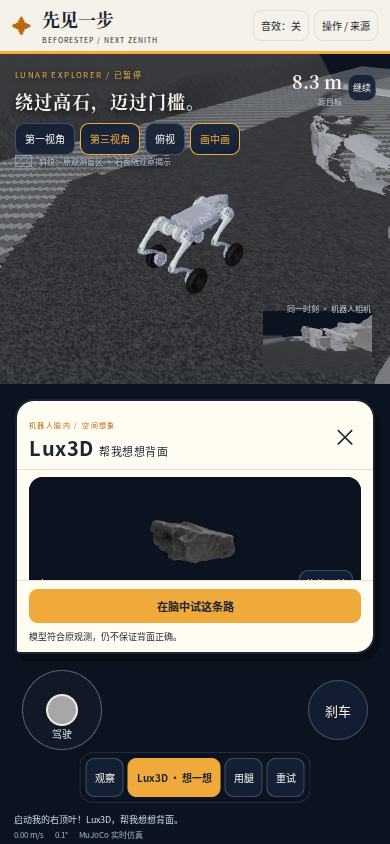 先见一步
BEFORESTEP / NEXT ZENITH
音效：关
操作 / 来源
LUNAR EXPLORER / 已暂停
绕过高石，迈过门槛。
8.3 m
距目标
继续
第一视角
第三视角
俯视
画中画
同一时刻 · 机器人相机
机器人脑内 / 空间想象
Lux3D 帮我想想背面
在脑中试这条路
模型符合原观测，仍不保证背面正确。
驾驶
刹车
观察
Lux3D · 想一想
用腿
重试
启动我的右顶叶！Lux3D，帮我想想背面。
0.00 m/s 0.1° MuJoCo 实时仿真